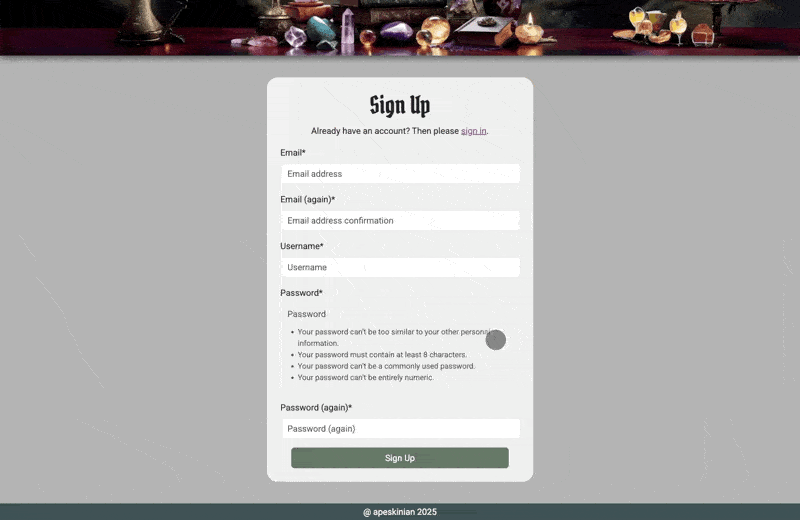 Sign Up
Already have an account? Then please sign in.
Email*
Email address
Email (again)*
Email address confirmation
Username*
Username
Password*
Password
• Your password can't be too similar to your other personal
information.
• Your password must contain at least 8 characters.
• Your password can't be a commonly used password.
• Your password can't be entirely numeric.
Password (again)*
Password (again)
Sign Up
@ apeskinian 2025